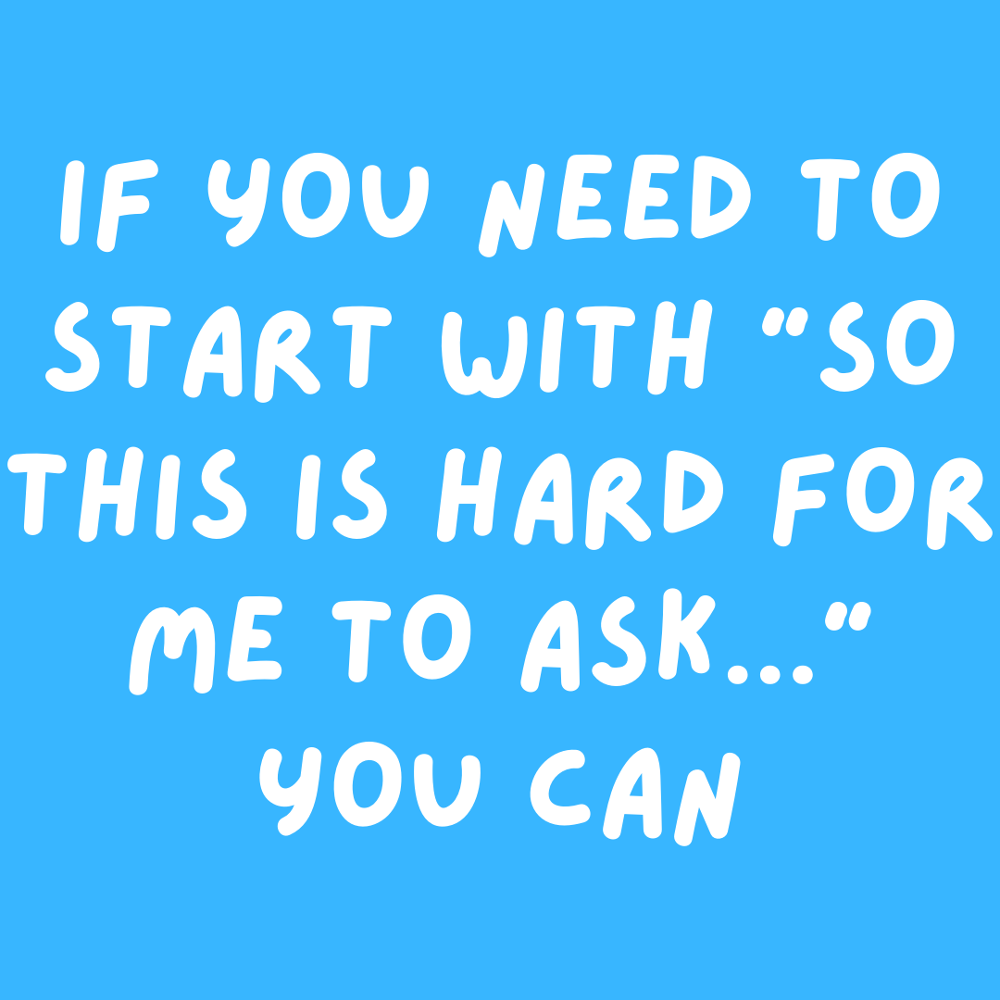 IF YOU NEED TO
START WITH "SO
THIS IS HARD FOR
ME TO ASK..."
YOU CAN